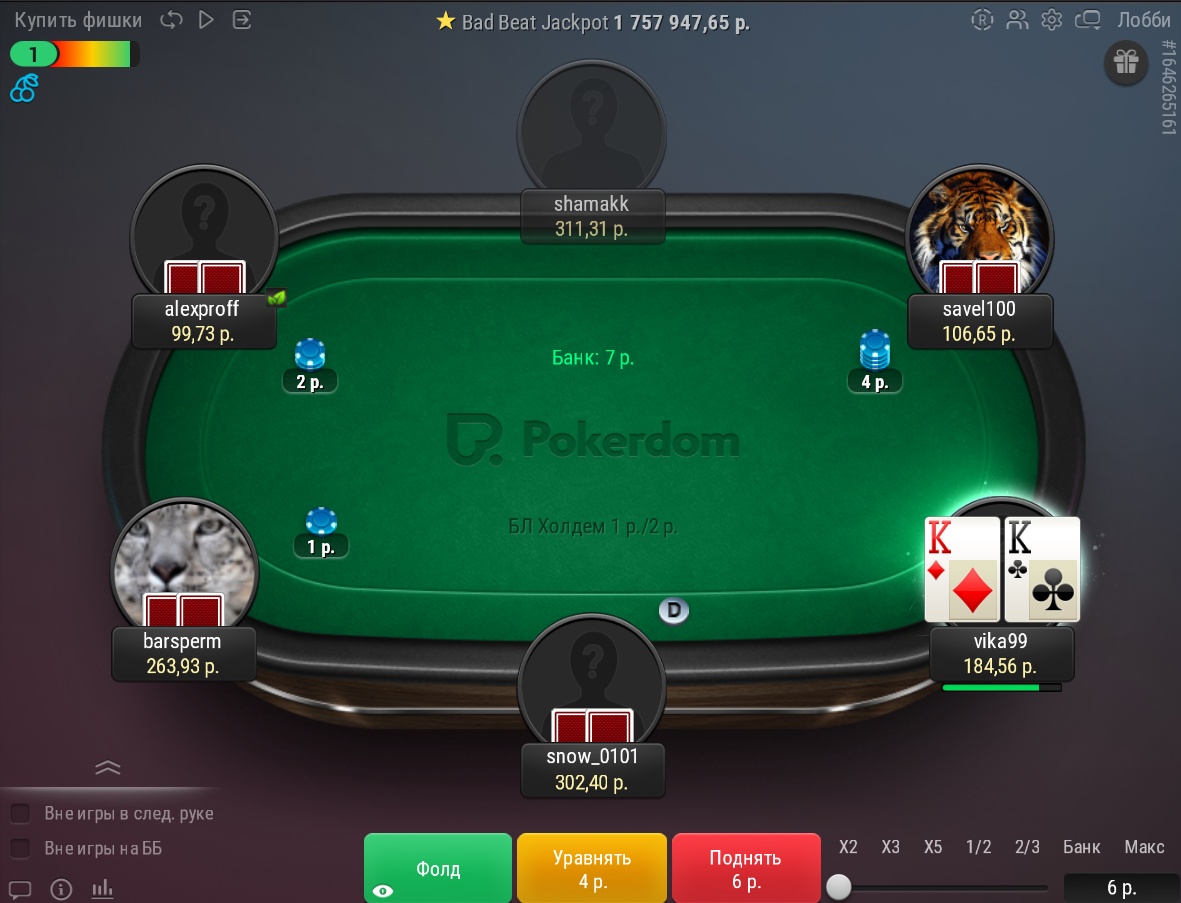 Купить фишки
Bad Beat Jackpot 1 757 947,65 р.
Лобби
1
#1646265161
shamakk
311,31 р.
alexproff
99,73 р.
savel100
106,65 р.
Банк: 7 р.
2 р.
4 р.
Pokerdom
БЛ Холдем 1 р./2 р.
1 р.
K
K
D
barsperm
263,93 р.
vika99
184,56 р.
snow_0101
302,40 р.
Вне игры в след. руке
Вне игры на ББ
Фолд
Уравнять
4 р.
Поднять
6 р.
X2 X3 X5 1/2 2/3 Банк Макс
6 р.